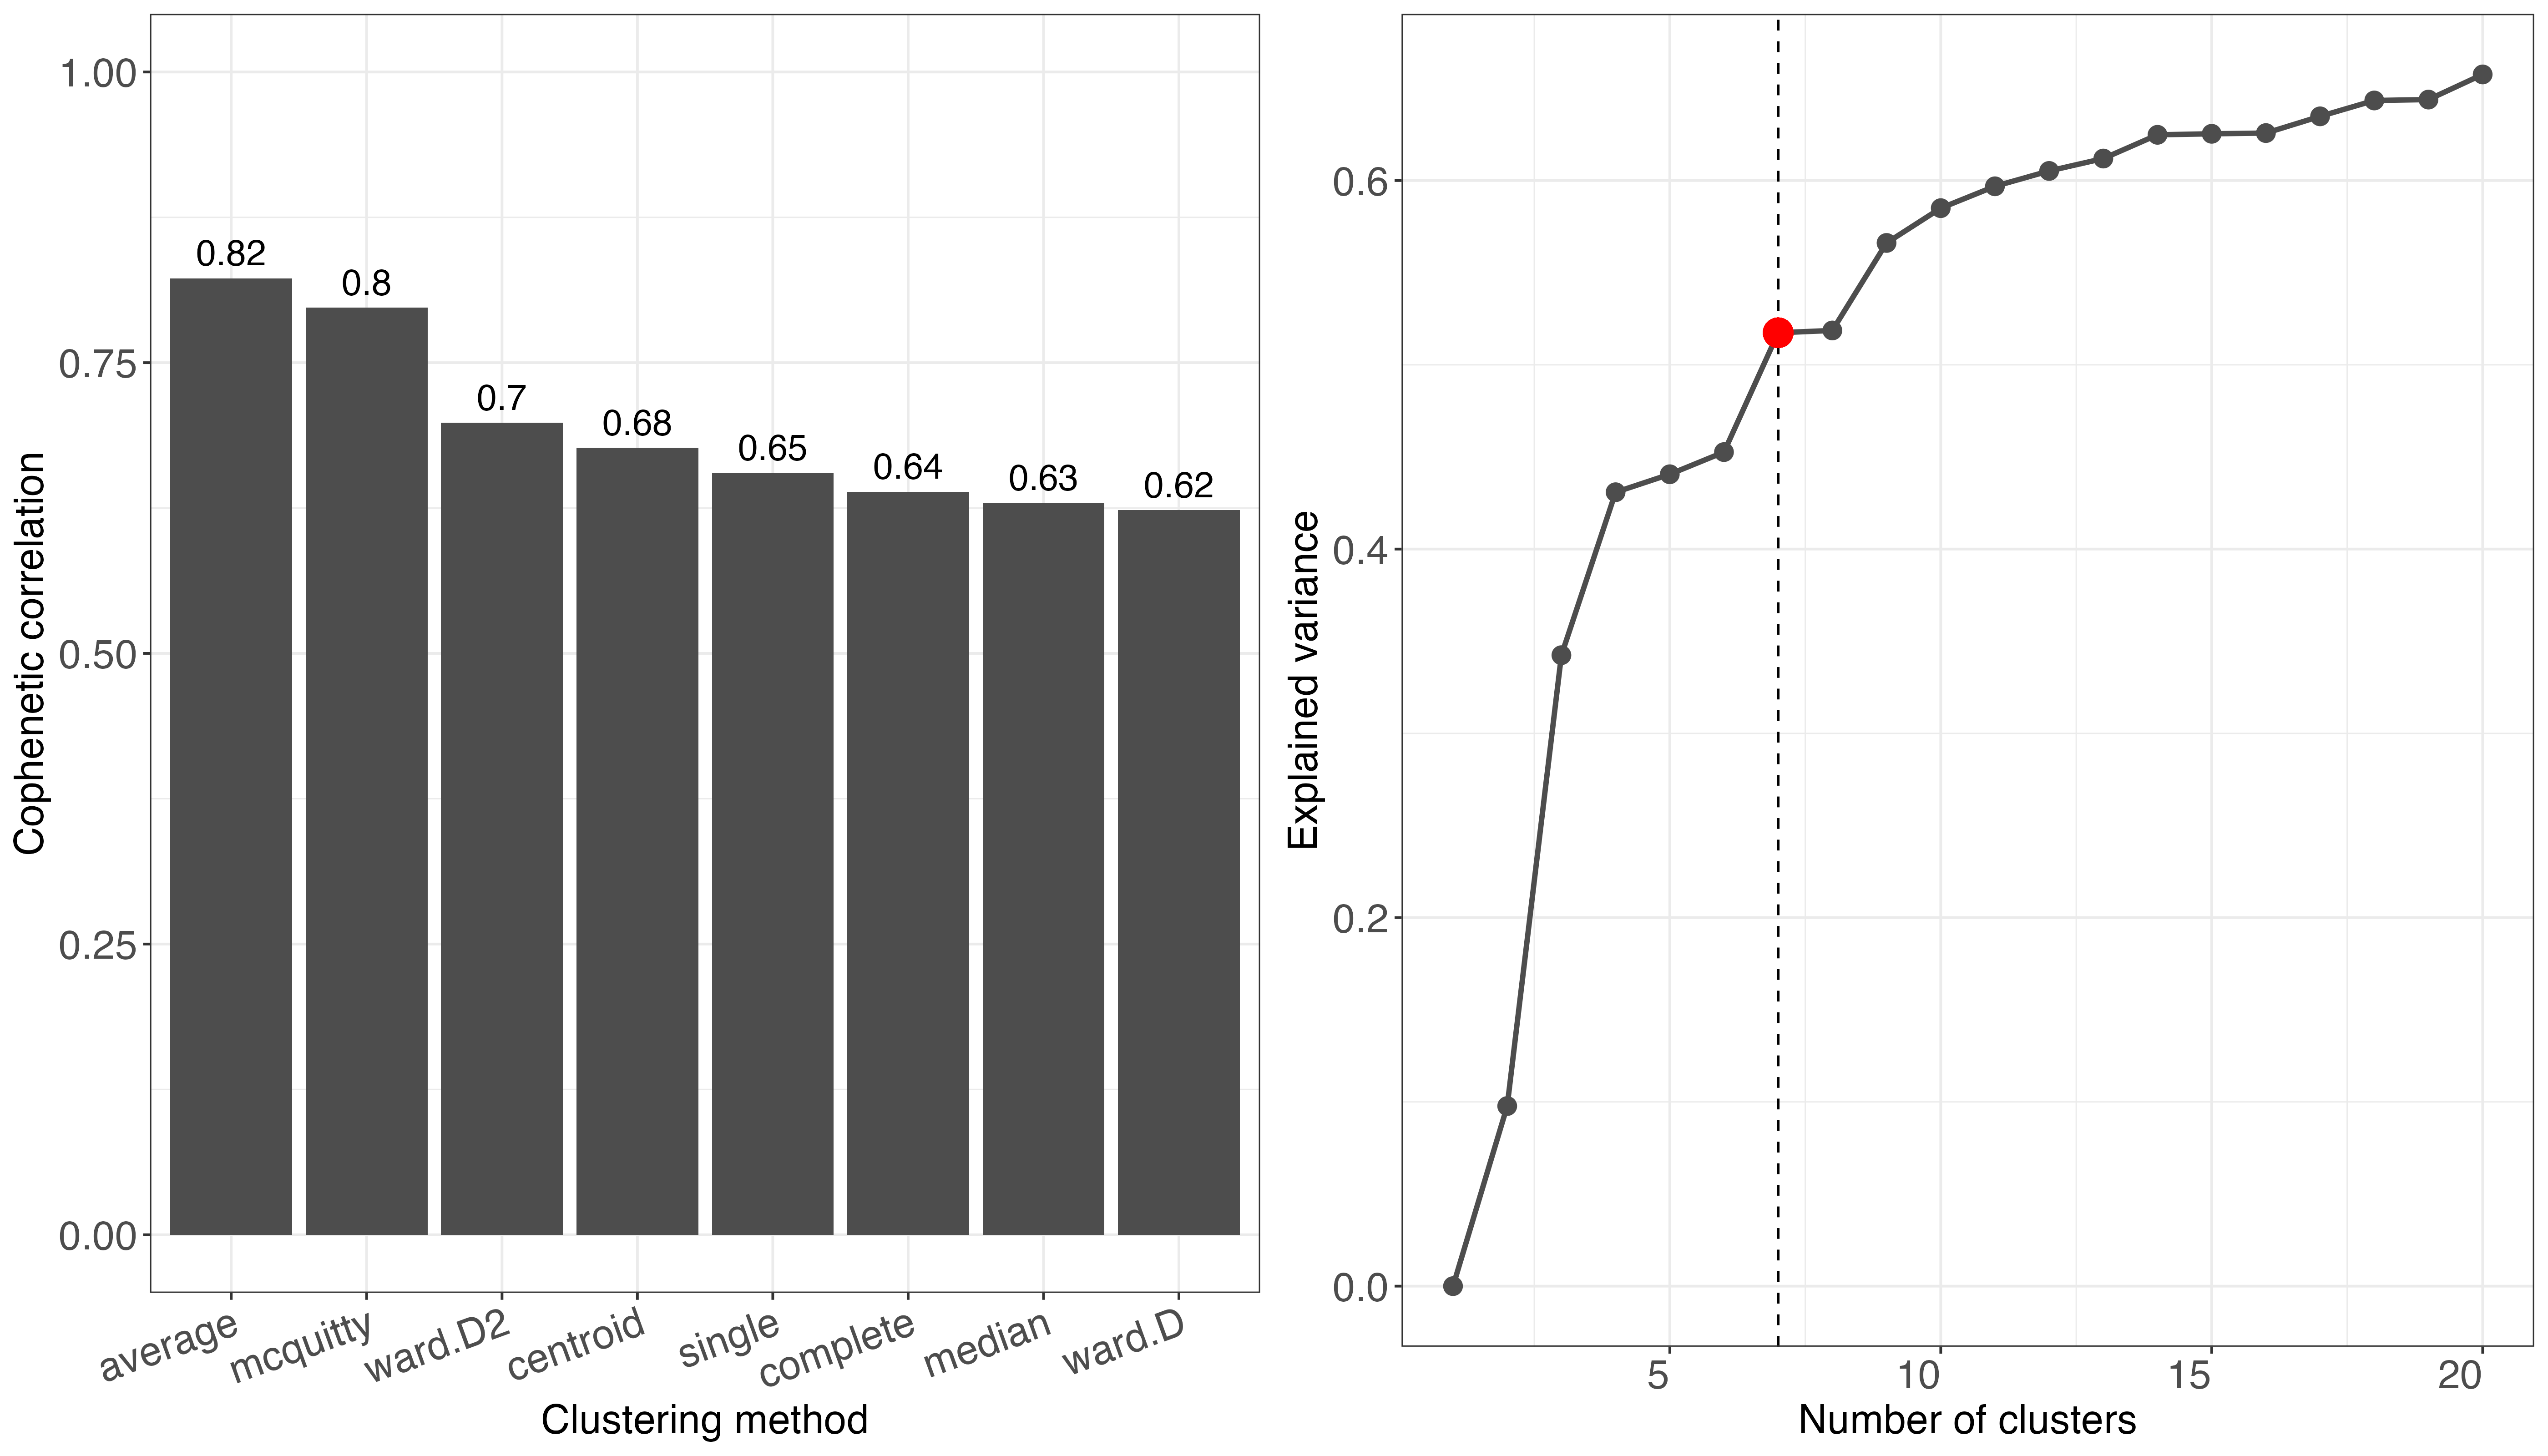 Cophenetic correlation
1.00
0.75
0.50
0.25
0.00
0.82
0.8
0.7
0.68
0.65
0.64
0.63
0.62
average
mcquitty
ward.D2
centroid
single
complete
median
ward.D
Clustering method
Explained variance
0.6
0.4
0.2
0.0
5
10
15
20
Number of clusters